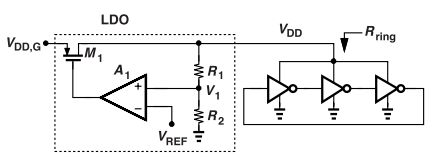 LDO
V_DD,G
M_1
A_1
+
−
R_1
V_1
R_2
V_REF
V_DD
R_ring